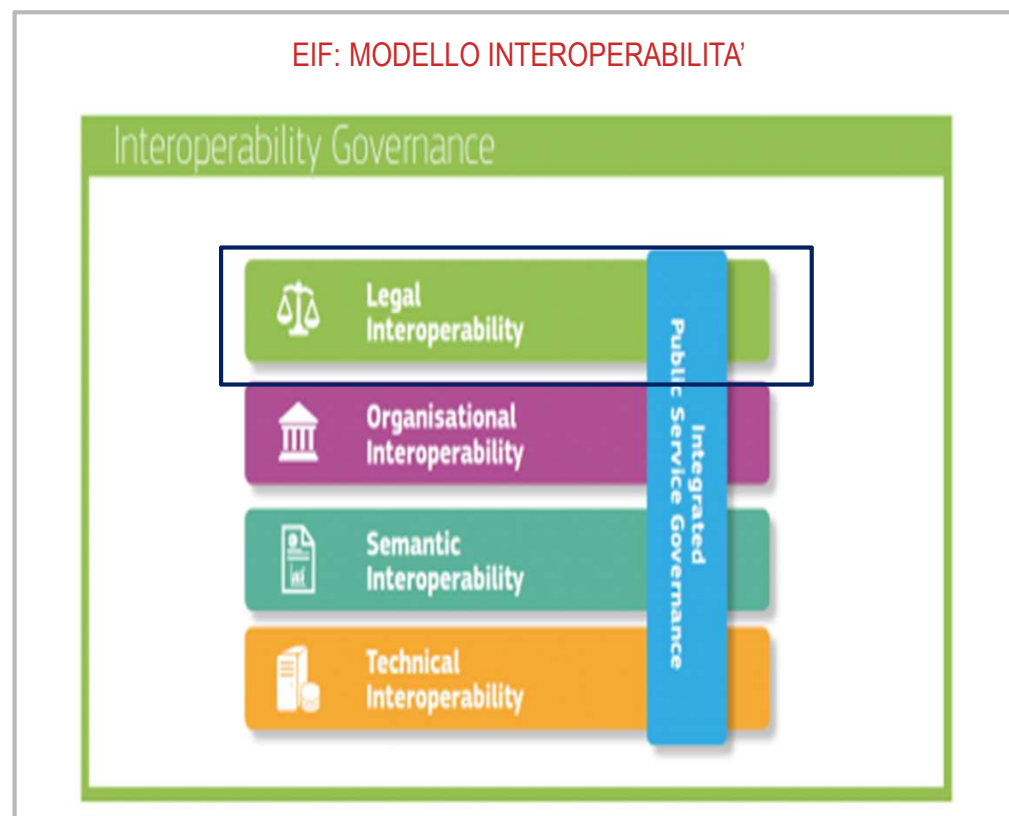 EIF: MODELLO INTEROPERABILITA'
Interoperability Governance
Legal
Interoperability
Organisational
Interoperability
Semantic
Interoperability
Technical
Interoperability
Integrated
Public Service Governance